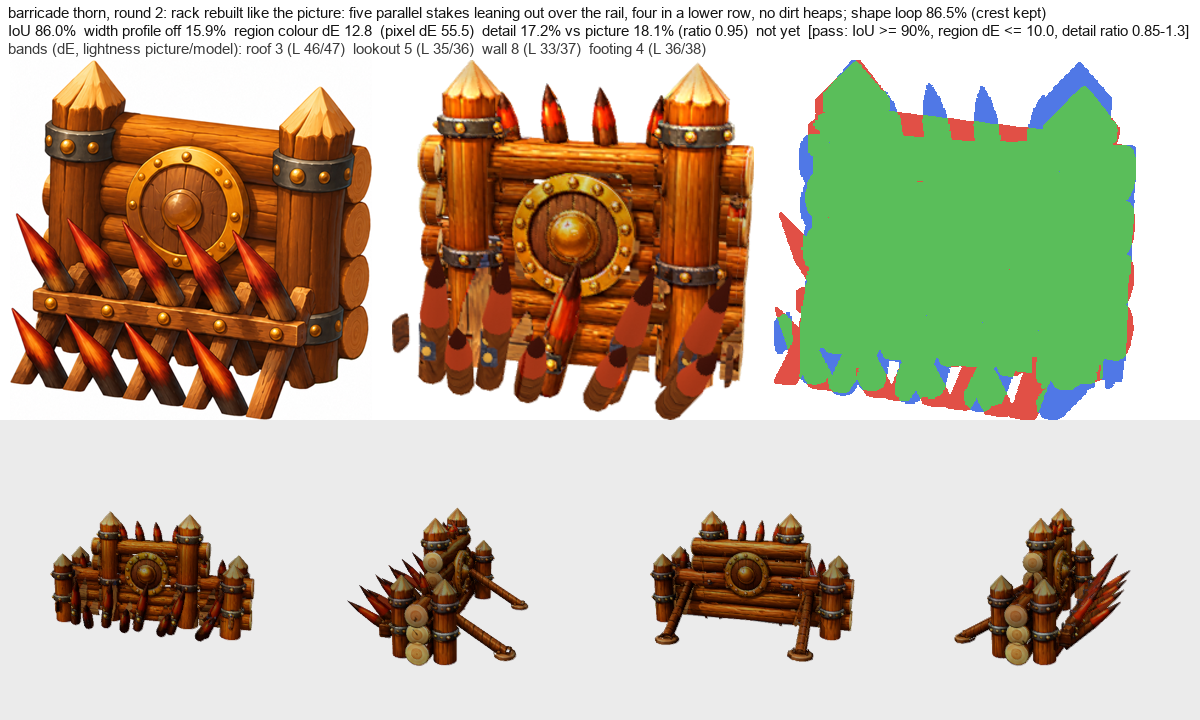 barricade thorn, round 2: rack rebuilt like the picture: five parallel stakes leaning out over the rail, four in a lower row, no dirt heaps; shape loop 86.5% (crest kept)
IoU 86.0%  width profile off 15.9%  region colour dE 12.8  (pixel dE 55.5)  detail 17.2% vs picture 18.1% (ratio 0.95)  not yet  [pass: IoU >= 90%, region dE <= 10.0, detail ratio 0.85-1.3]
bands (dE, lightness picture/model): roof 3 (L 46/47)  lookout 5 (L 35/36)  wall 8 (L 33/37)  footing 4 (L 36/38)